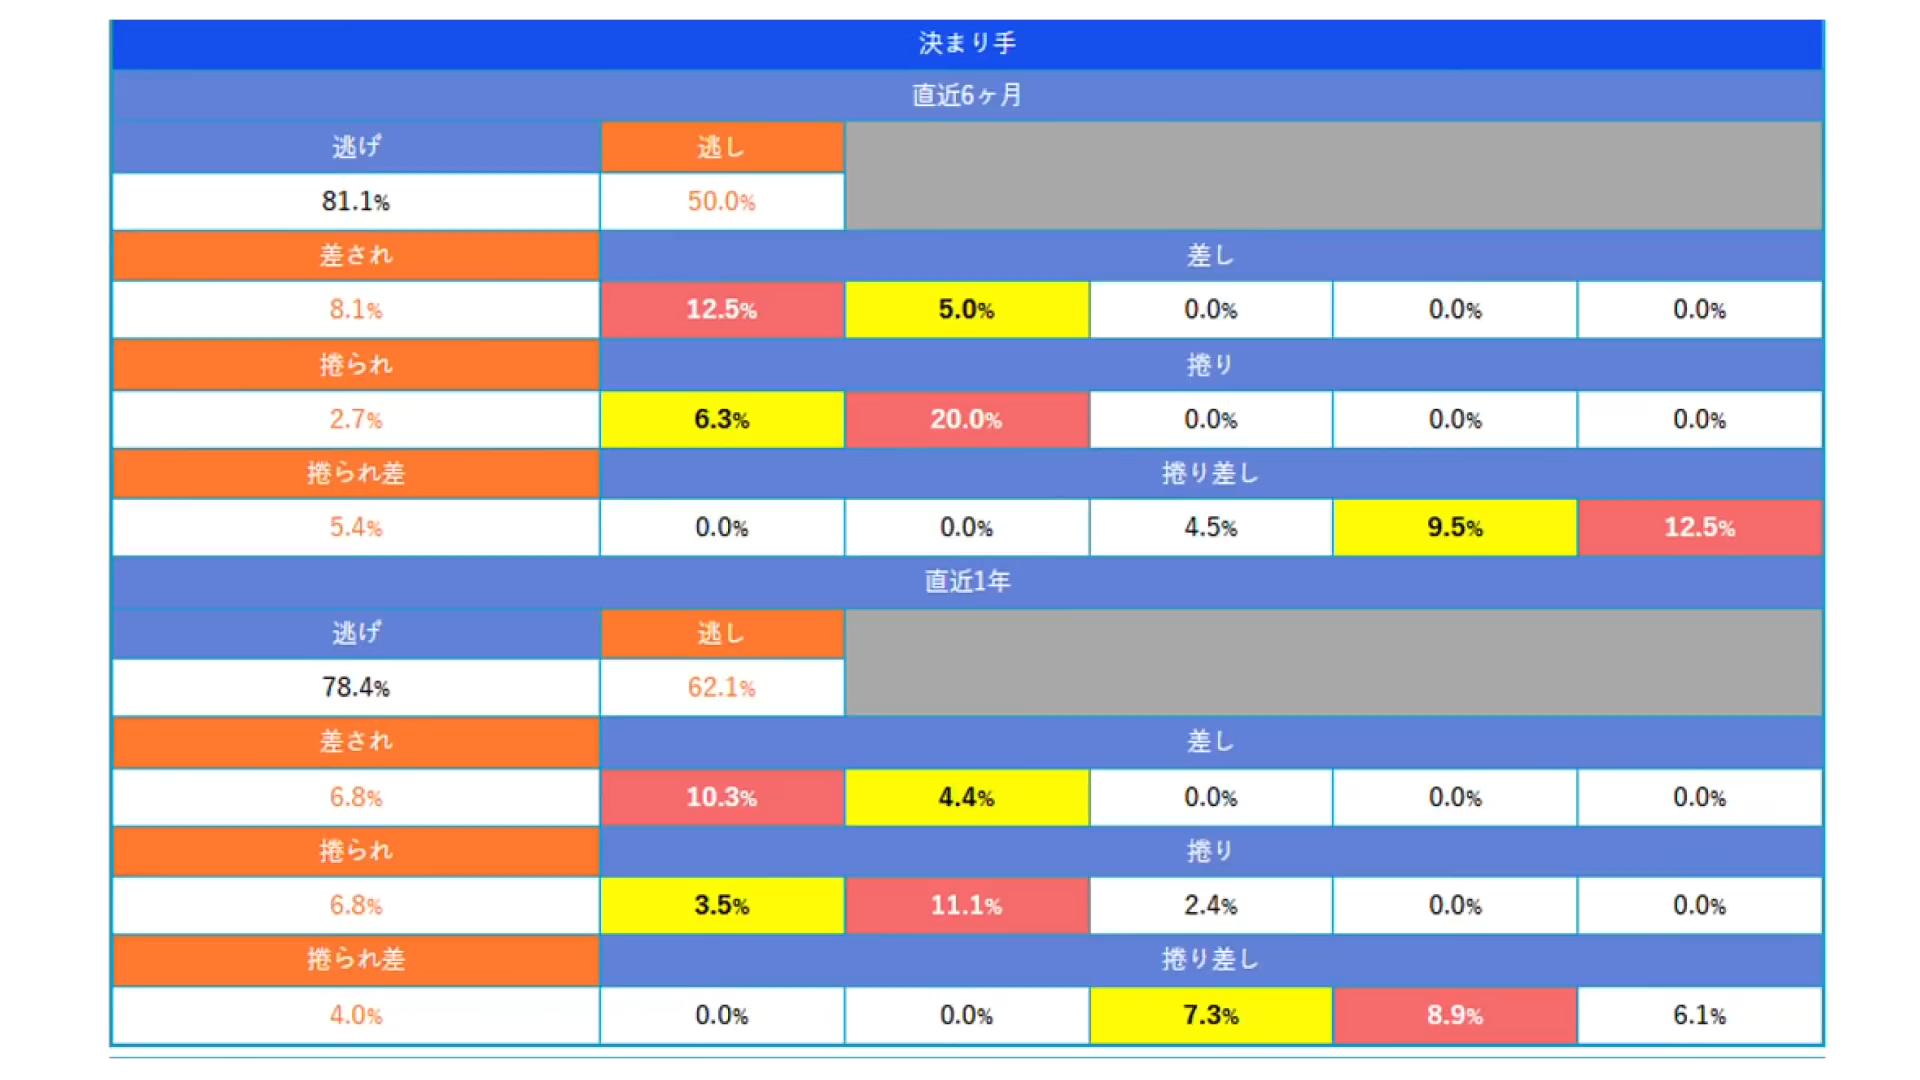 決まり手
直近6ヶ月
逃げ 逃し
81.1% 50.0%
差され 差し
8.1% 12.5% 5.0% 0.0% 0.0% 0.0%
捲られ 捲り
2.7% 6.3% 20.0% 0.0% 0.0% 0.0%
捲られ差 捲り差し
5.4% 0.0% 0.0% 4.5% 9.5% 12.5%
直近1年
逃げ 逃し
78.4% 62.1%
差され 差し
6.8% 10.3% 4.4% 0.0% 0.0% 0.0%
捲られ 捲り
6.8% 3.5% 11.1% 2.4% 0.0% 0.0%
捲られ差 捲り差し
4.0% 0.0% 0.0% 7.3% 8.9% 6.1%